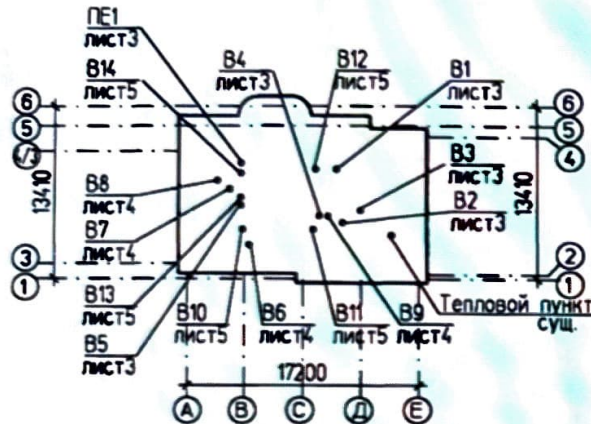 ПЕ1
лист3
В14
лист5
В4
лист3
В12
лист5
В1
лист3
6
5
4/3
13410
3
1
В8
лист4
В7
лист4
В13
лист5
В5
лист3
В10
лист5
В6
лист4
В11
лист5
В9
лист4
В3
лист3
В2
лист3
6
5
4
13410
2
1
Тепловой пункт
сущ.
17200
А
В
С
Д
Е